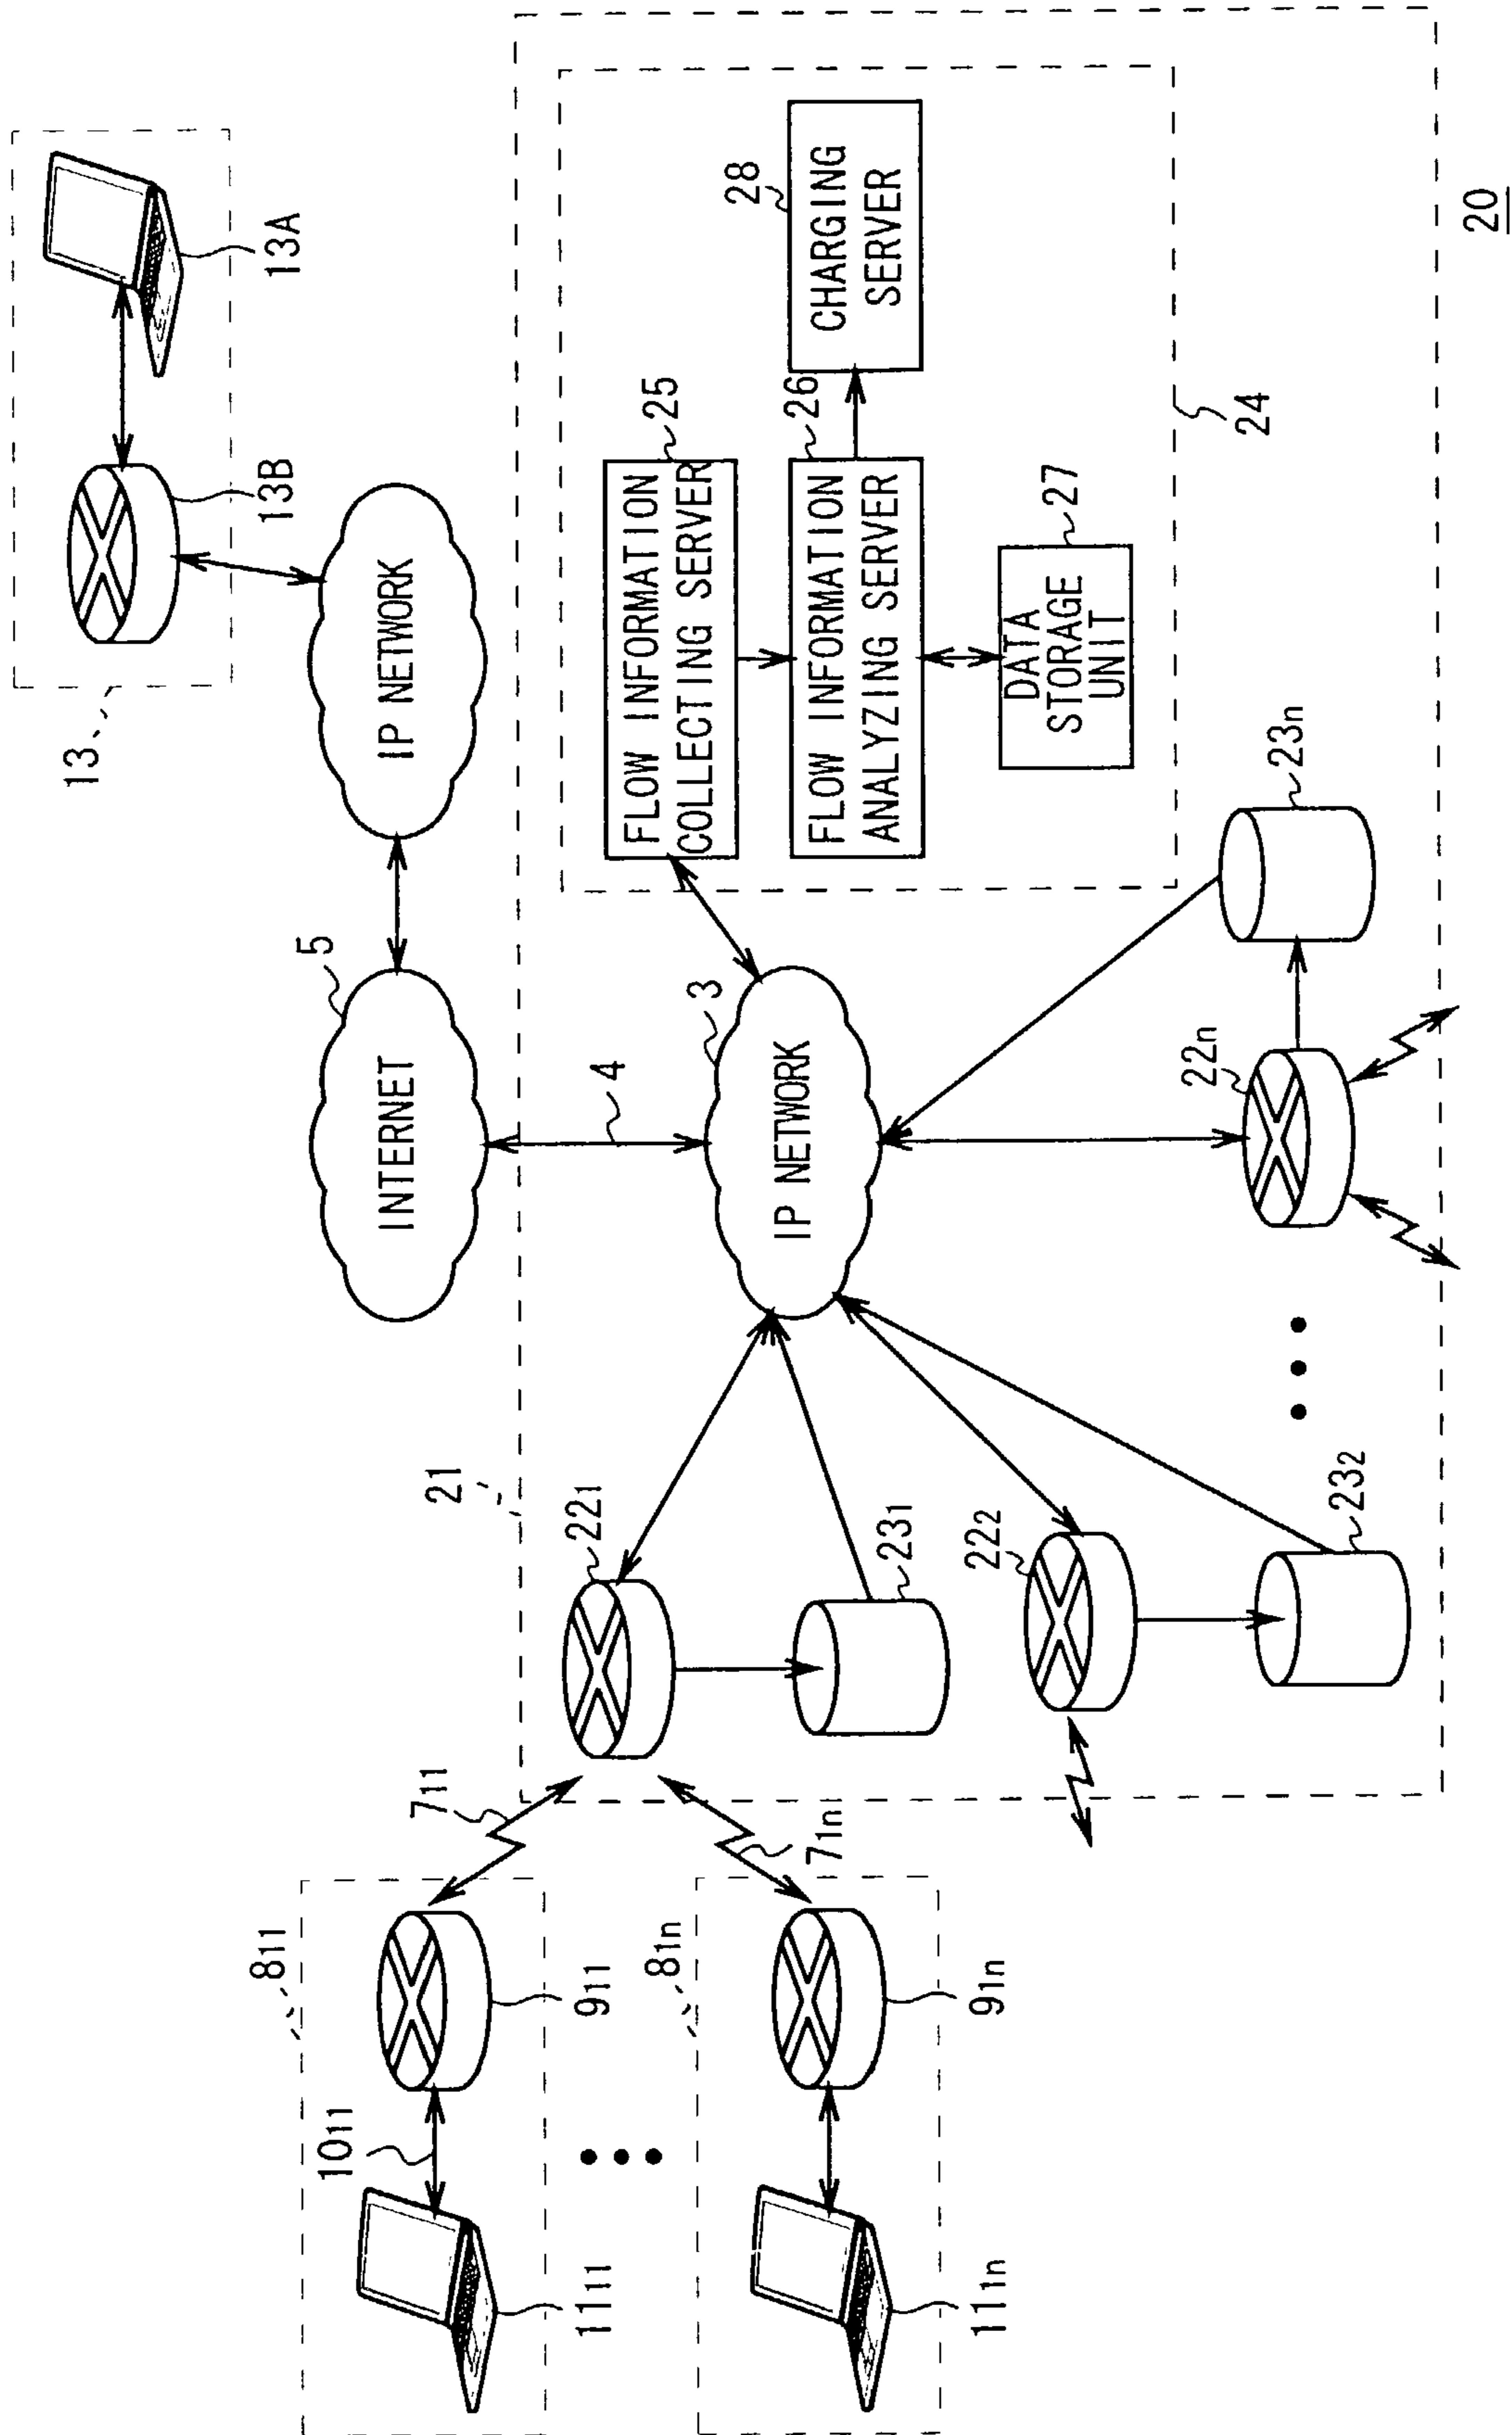 13
13A
13B
IP NETWORK
INTERNET
5
4
3
IP NETWORK
21
FLOW INFORMATION
COLLECTING SERVER
25
FLOW INFORMATION
ANALYZING SERVER
26
CHARGING
SERVER
28
DATA
STORAGE
UNIT
27
24
22₁
23₁
22₂
23₂
22n
23n
7₁₁
7₁n
8₁₁
9₁₁
10₁₁
11₁₁
8₁n
9₁n
11₁n
20